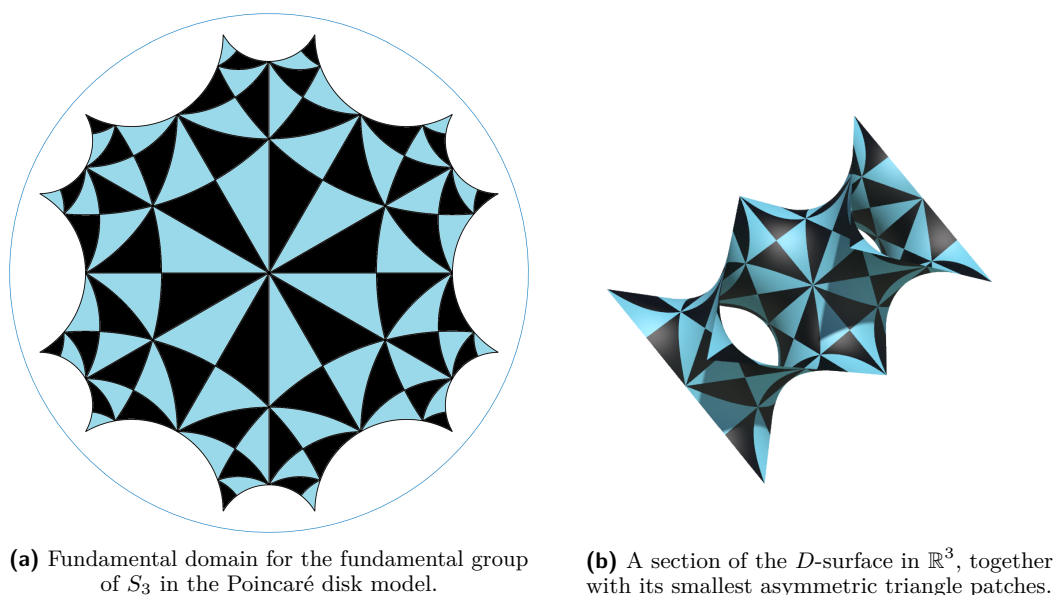 (a) Fundamental domain for the fundamental group
of S₃ in the Poincaré disk model.
(b) A section of the D-surface in ℝ³, together
with its smallest asymmetric triangle patches.